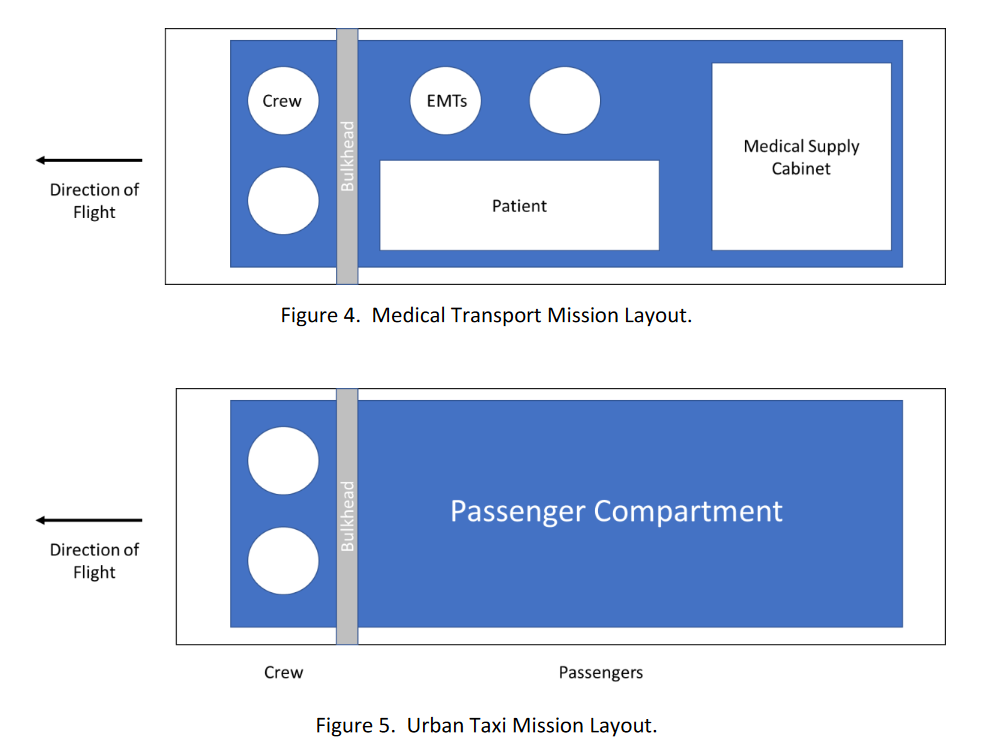 Crew
EMTs
Bulkhead
Medical Supply
Cabinet
Direction of
Flight
Patient
Figure 4.  Medical Transport Mission Layout.
Bulkhead
Passenger Compartment
Direction of
Flight
Crew
Passengers
Figure 5.  Urban Taxi Mission Layout.